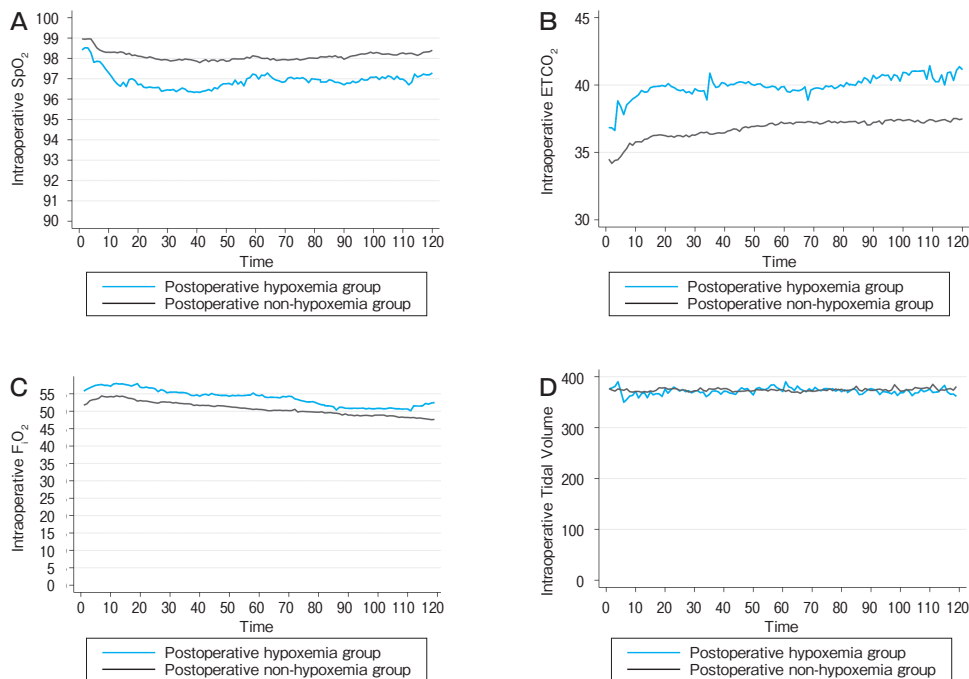 A
Intraoperative SpO2
100
99
98
97
96
95
94
93
92
91
90
0 10 20 30 40 50 60 70 80 90 100 110 120
Time
Postoperative hypoxemia group
Postoperative non-hypoxemia group
B
Intraoperative ETCO2
45
40
35
30
0 10 20 30 40 50 60 70 80 90 100 110 120
Time
Postoperative hypoxemia group
Postoperative non-hypoxemia group
C
Intraoperative FiO2
55
50
45
40
35
30
25
20
15
10
5
0
0 10 20 30 40 50 60 70 80 90 100 110 120
Time
Postoperative hypoxemia group
Postoperative non-hypoxemia group
D
Intraoperative Tidal Volume
400
300
200
100
0
0 10 20 30 40 50 60 70 80 90 100 110 120
Time
Postoperative hypoxemia group
Postoperative non-hypoxemia group